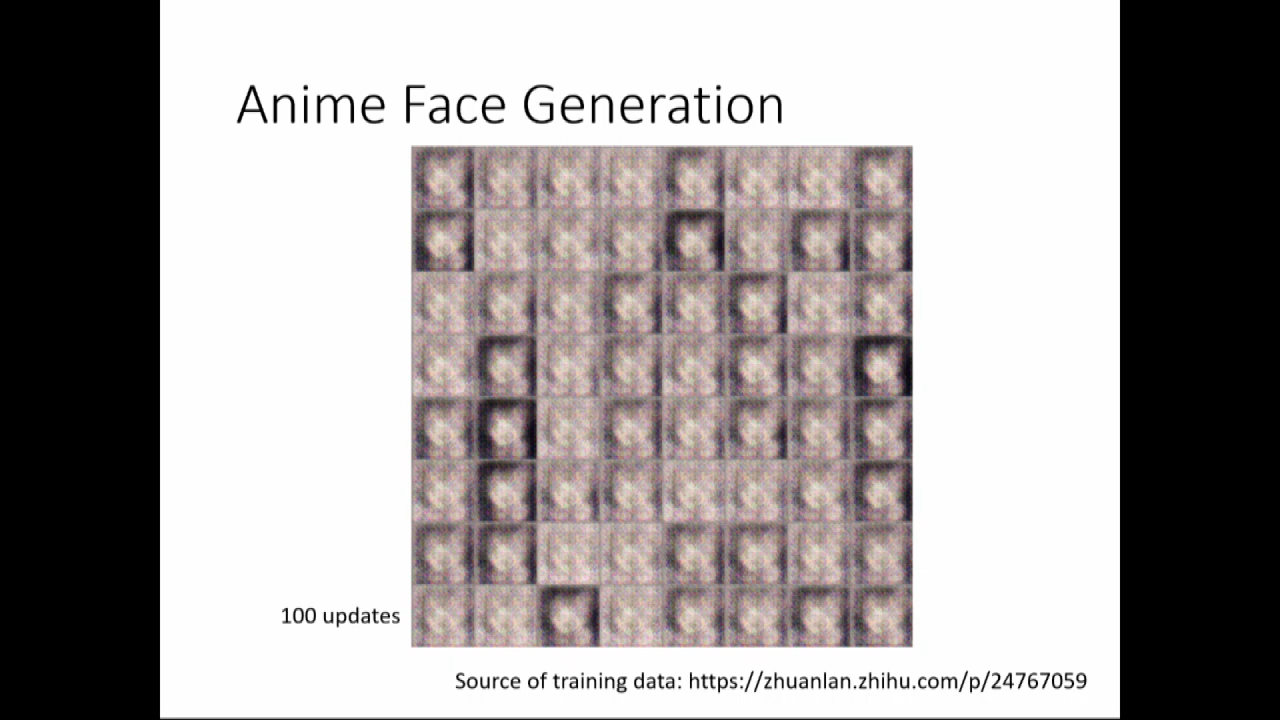 Anime Face Generation
100 updates
Source of training data: https://zhuanlan.zhihu.com/p/24767059